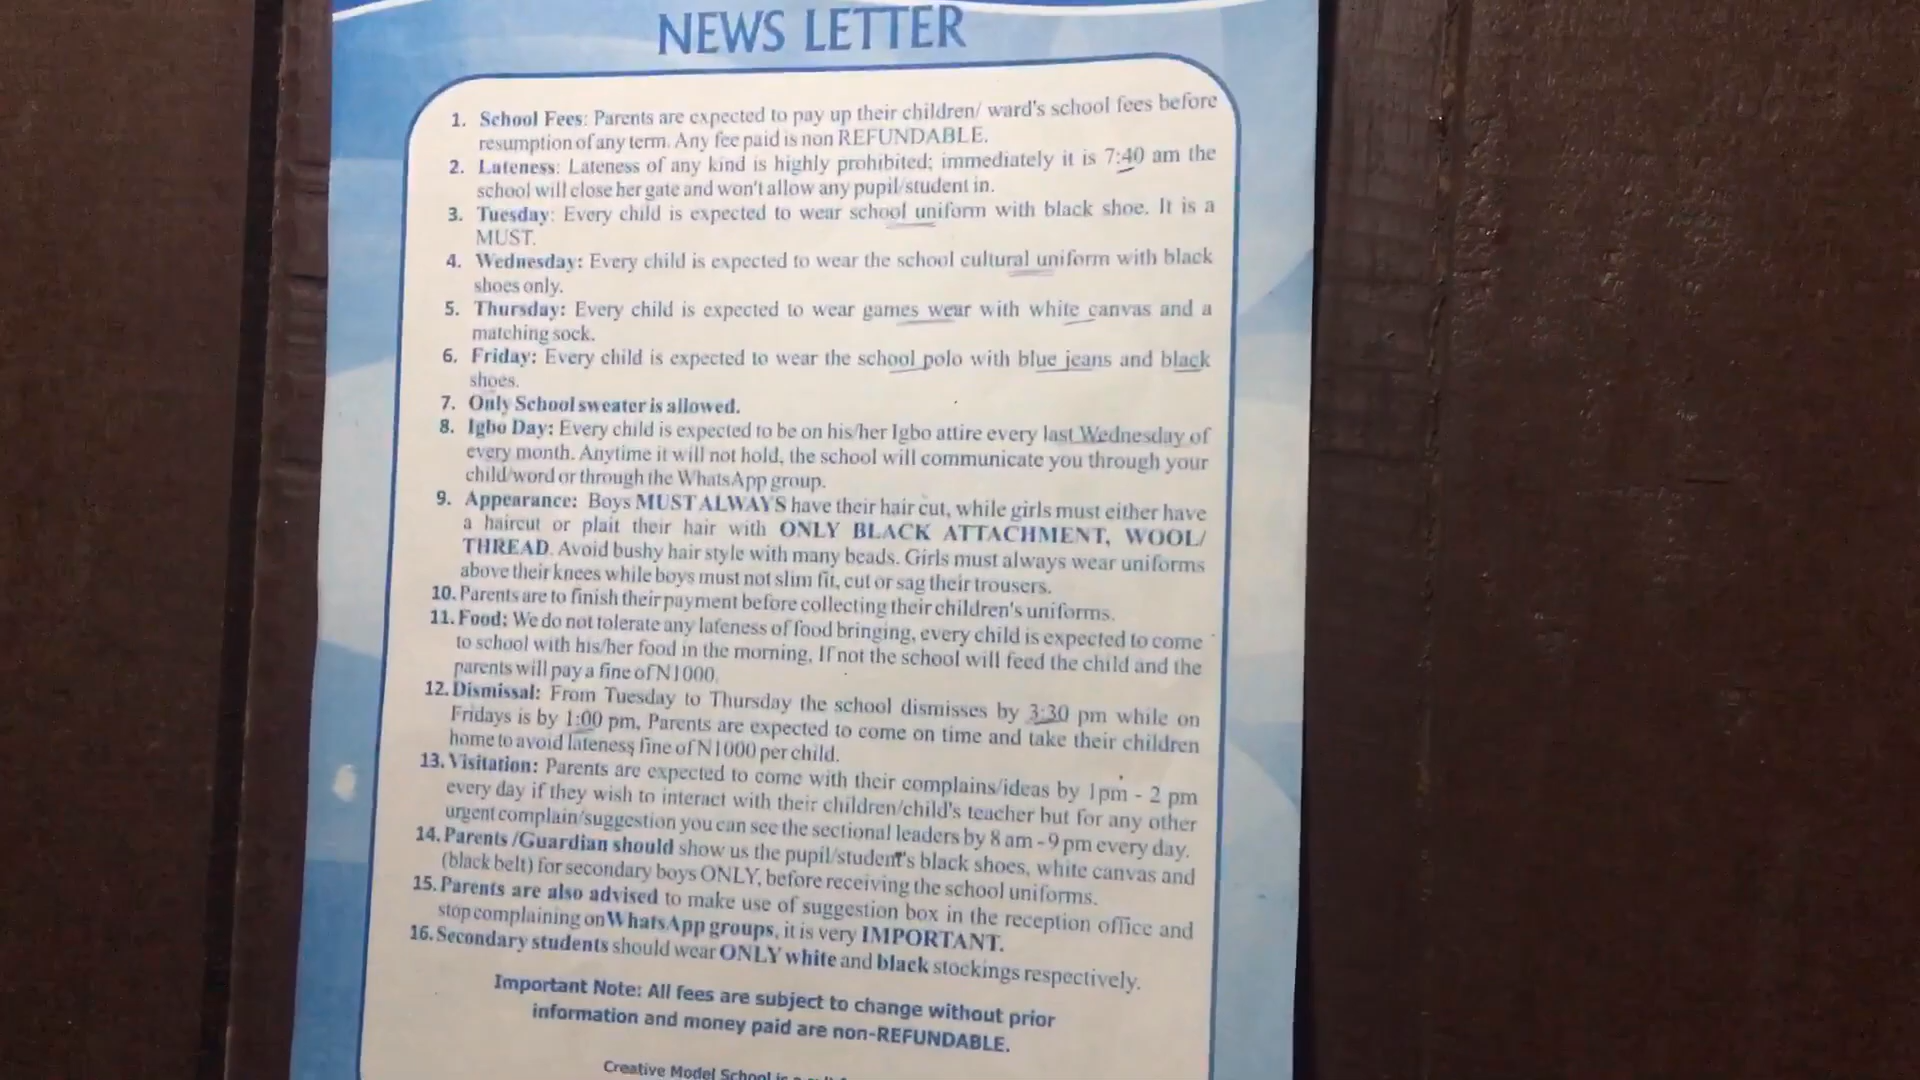 NEWS LETTER
1. School Fees: Parents are expected to pay up their children/ ward's school fees before
resumption of any term. Any fee paid is non REFUNDABLE.
2. Lateness: Lateness of any kind is highly prohibited; immediately it is 7:40 am the
school will close her gate and won't allow any pupil/student in.
3. Tuesday: Every child is expected to wear school uniform with black shoe. It is a
MUST.
4. Wednesday: Every child is expected to wear the school cultural uniform with black
shoes only.
5. Thursday: Every child is expected to wear games wear with white canvas and a
matching sock.
6. Friday: Every child is expected to wear the school polo with blue jeans and black
shoes.
7. Only School sweater is allowed.
8. Igbo Day: Every child is expected to be on his/her Igbo attire every last Wednesday of
every month. Anytime it will not hold, the school will communicate you through your
child/word or through the WhatsApp group.
9. Appearance: Boys MUST ALWAYS have their hair cut, while girls must either have
a haircut or plait their hair with ONLY BLACK ATTACHMENT, WOOL/
THREAD. Avoid bushy hair style with many beads. Girls must always wear uniforms
above their knees while boys must not slim fit, cut or sag their trousers.
10. Parents are to finish their payment before collecting their children's uniforms.
11. Food: We do not tolerate any lateness of food bringing, every child is expected to come
to school with his/her food in the morning, If not the school will feed the child and the
parents will pay a fine of N1000.
12. Dismissal: From Tuesday to Thursday the school dismisses by 3:30 pm while on
Fridays is by 1:00 pm, Parents are expected to come on time and take their children
home to avoid lateness fine of N1000 per child.
13. Visitation: Parents are expected to come with their complains/ideas by 1pm - 2 pm
every day if they wish to interact with their children/child's teacher but for any other
urgent complain/suggestion you can see the sectional leaders by 8 am - 9 pm every day.
14. Parents /Guardian should show us the pupil/student's black shoes, white canvas and
(black belt) for secondary boys ONLY, before receiving the school uniforms.
15. Parents are also advised to make use of suggestion box in the reception office and
stop complaining on WhatsApp groups, it is very IMPORTANT.
16. Secondary students should wear ONLY white and black stockings respectively.
Important Note: All fees are subject to change without prior
information and money paid are non-REFUNDABLE.
Creative Model School is a